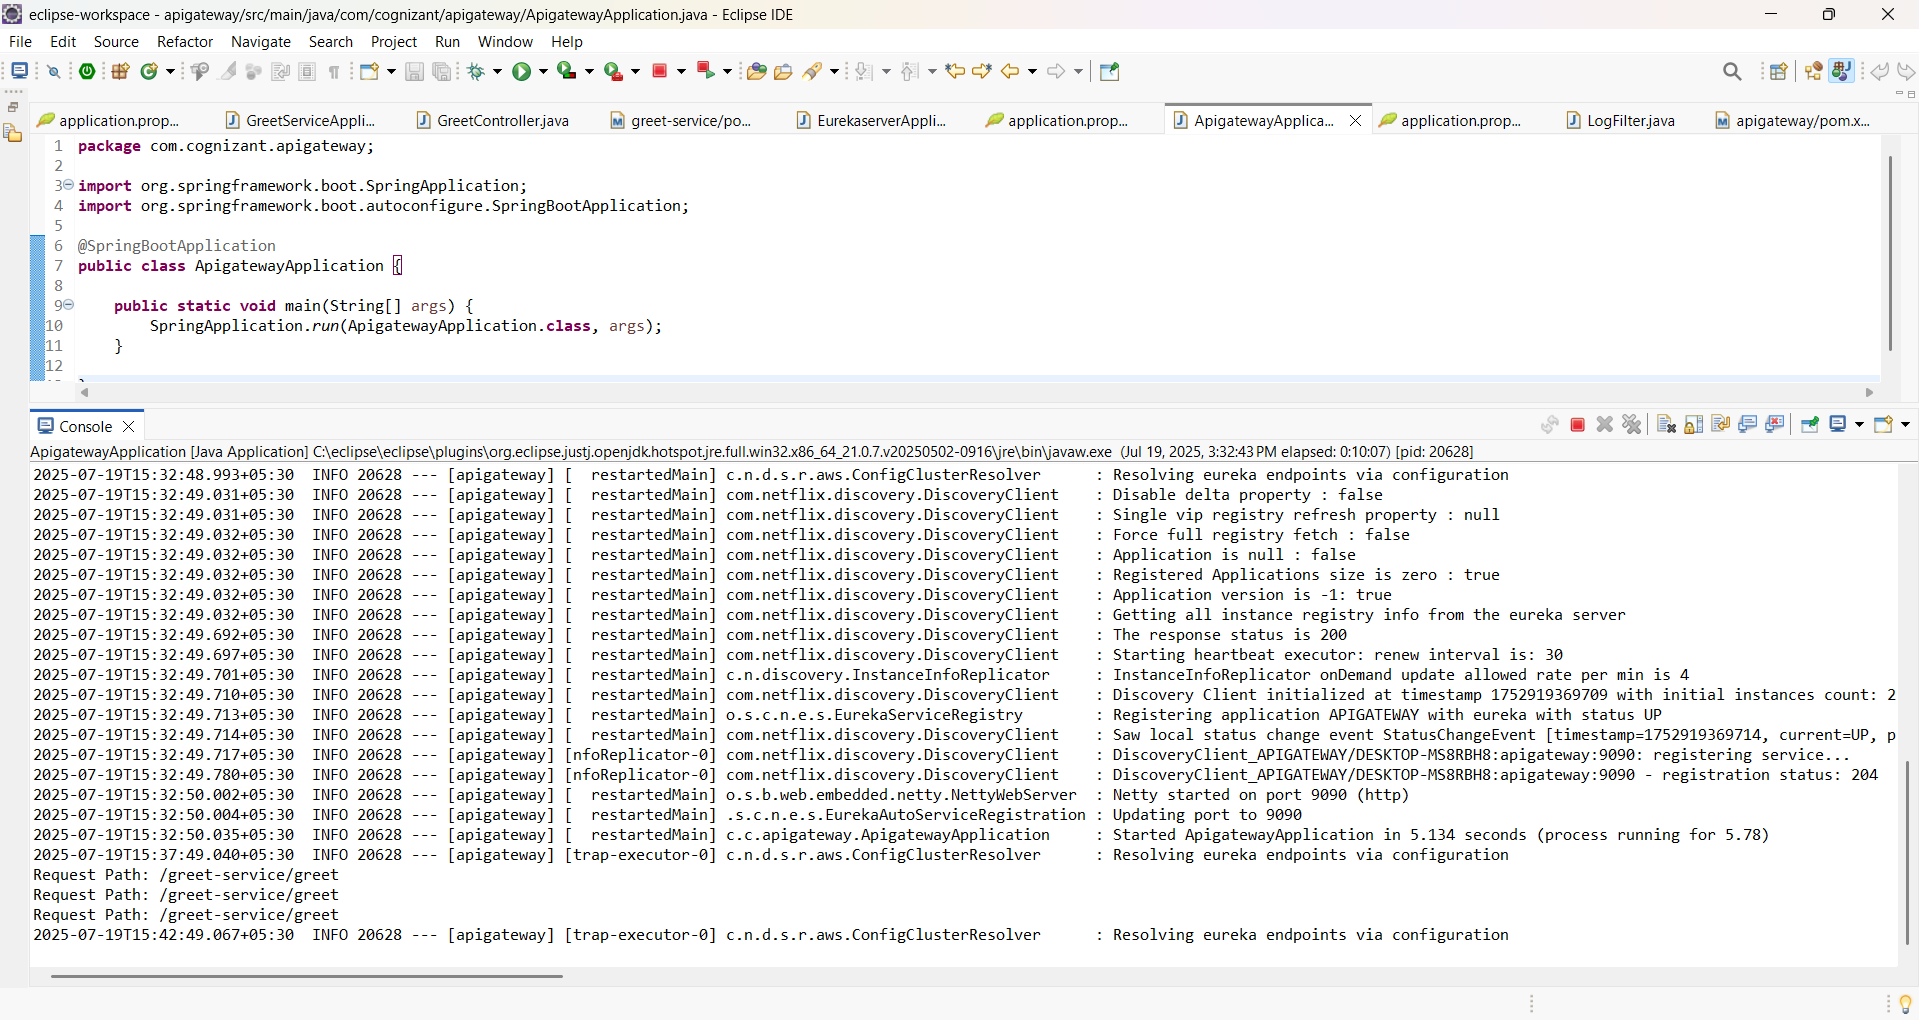 eclipse-workspace - apigateway/src/main/java/com/cognizant/apigateway/ApigatewayApplication.java - Eclipse IDE
File Edit Source Refactor Navigate Search Project Run Window Help
application.prop... GreetServiceAppli... GreetController.java greet-service/po... EurekaserverAppli... application.prop... ApigatewayApplica... application.prop... LogFilter.java apigateway/pom.x...
1 package com.cognizant.apigateway;
2
3 import org.springframework.boot.SpringApplication;
4 import org.springframework.boot.autoconfigure.SpringBootApplication;
5
6 @SpringBootApplication
7 public class ApigatewayApplication {
8
9 public static void main(String[] args) {
10 SpringApplication.run(ApigatewayApplication.class, args);
11 }
12
Console
ApigatewayApplication [Java Application] C:\eclipse\eclipse\plugins\org.eclipse.justj.openjdk.hotspot.jre.full.win32.x86_64_21.0.7.v20250502-0916\jre\bin\javaw.exe (Jul 19, 2025, 3:32:43 PM elapsed: 0:10:07) [pid: 20628]
2025-07-19T15:32:48.993+05:30 INFO 20628 --- [apigateway] [ restartedMain] c.n.d.s.r.aws.ConfigClusterResolver : Resolving eureka endpoints via configuration
2025-07-19T15:32:49.031+05:30 INFO 20628 --- [apigateway] [ restartedMain] com.netflix.discovery.DiscoveryClient : Disable delta property : false
2025-07-19T15:32:49.031+05:30 INFO 20628 --- [apigateway] [ restartedMain] com.netflix.discovery.DiscoveryClient : Single vip registry refresh property : null
2025-07-19T15:32:49.032+05:30 INFO 20628 --- [apigateway] [ restartedMain] com.netflix.discovery.DiscoveryClient : Force full registry fetch : false
2025-07-19T15:32:49.032+05:30 INFO 20628 --- [apigateway] [ restartedMain] com.netflix.discovery.DiscoveryClient : Application is null : false
2025-07-19T15:32:49.032+05:30 INFO 20628 --- [apigateway] [ restartedMain] com.netflix.discovery.DiscoveryClient : Registered Applications size is zero : true
2025-07-19T15:32:49.032+05:30 INFO 20628 --- [apigateway] [ restartedMain] com.netflix.discovery.DiscoveryClient : Application version is -1: true
2025-07-19T15:32:49.032+05:30 INFO 20628 --- [apigateway] [ restartedMain] com.netflix.discovery.DiscoveryClient : Getting all instance registry info from the eureka server
2025-07-19T15:32:49.692+05:30 INFO 20628 --- [apigateway] [ restartedMain] com.netflix.discovery.DiscoveryClient : The response status is 200
2025-07-19T15:32:49.697+05:30 INFO 20628 --- [apigateway] [ restartedMain] com.netflix.discovery.DiscoveryClient : Starting heartbeat executor: renew interval is: 30
2025-07-19T15:32:49.701+05:30 INFO 20628 --- [apigateway] [ restartedMain] c.n.discovery.InstanceInfoReplicator : InstanceInfoReplicator onDemand update allowed rate per min is 4
2025-07-19T15:32:49.710+05:30 INFO 20628 --- [apigateway] [ restartedMain] com.netflix.discovery.DiscoveryClient : Discovery Client initialized at timestamp 1752919369709 with initial instances count: 2
2025-07-19T15:32:49.713+05:30 INFO 20628 --- [apigateway] [ restartedMain] o.s.c.n.e.s.EurekaServiceRegistry : Registering application APIGATEWAY with eureka with status UP
2025-07-19T15:32:49.714+05:30 INFO 20628 --- [apigateway] [ restartedMain] com.netflix.discovery.DiscoveryClient : Saw local status change event StatusChangeEvent [timestamp=1752919369714, current=UP, p
2025-07-19T15:32:49.717+05:30 INFO 20628 --- [apigateway] [nfoReplicator-0] com.netflix.discovery.DiscoveryClient : DiscoveryClient_APIGATEWAY/DESKTOP-MS8RBH8:apigateway:9090: registering service...
2025-07-19T15:32:49.780+05:30 INFO 20628 --- [apigateway] [nfoReplicator-0] com.netflix.discovery.DiscoveryClient : DiscoveryClient_APIGATEWAY/DESKTOP-MS8RBH8:apigateway:9090 - registration status: 204
2025-07-19T15:32:50.002+05:30 INFO 20628 --- [apigateway] [ restartedMain] o.s.b.web.embedded.netty.NettyWebServer : Netty started on port 9090 (http)
2025-07-19T15:32:50.004+05:30 INFO 20628 --- [apigateway] [ restartedMain] .s.c.n.e.s.EurekaAutoServiceRegistration : Updating port to 9090
2025-07-19T15:32:50.035+05:30 INFO 20628 --- [apigateway] [ restartedMain] c.c.apigateway.ApigatewayApplication : Started ApigatewayApplication in 5.134 seconds (process running for 5.78)
2025-07-19T15:37:49.040+05:30 INFO 20628 --- [apigateway] [trap-executor-0] c.n.d.s.r.aws.ConfigClusterResolver : Resolving eureka endpoints via configuration
Request Path: /greet-service/greet
Request Path: /greet-service/greet
Request Path: /greet-service/greet
2025-07-19T15:42:49.067+05:30 INFO 20628 --- [apigateway] [trap-executor-0] c.n.d.s.r.aws.ConfigClusterResolver : Resolving eureka endpoints via configuration